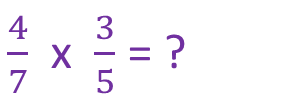 4/7 x 3/5 = ?